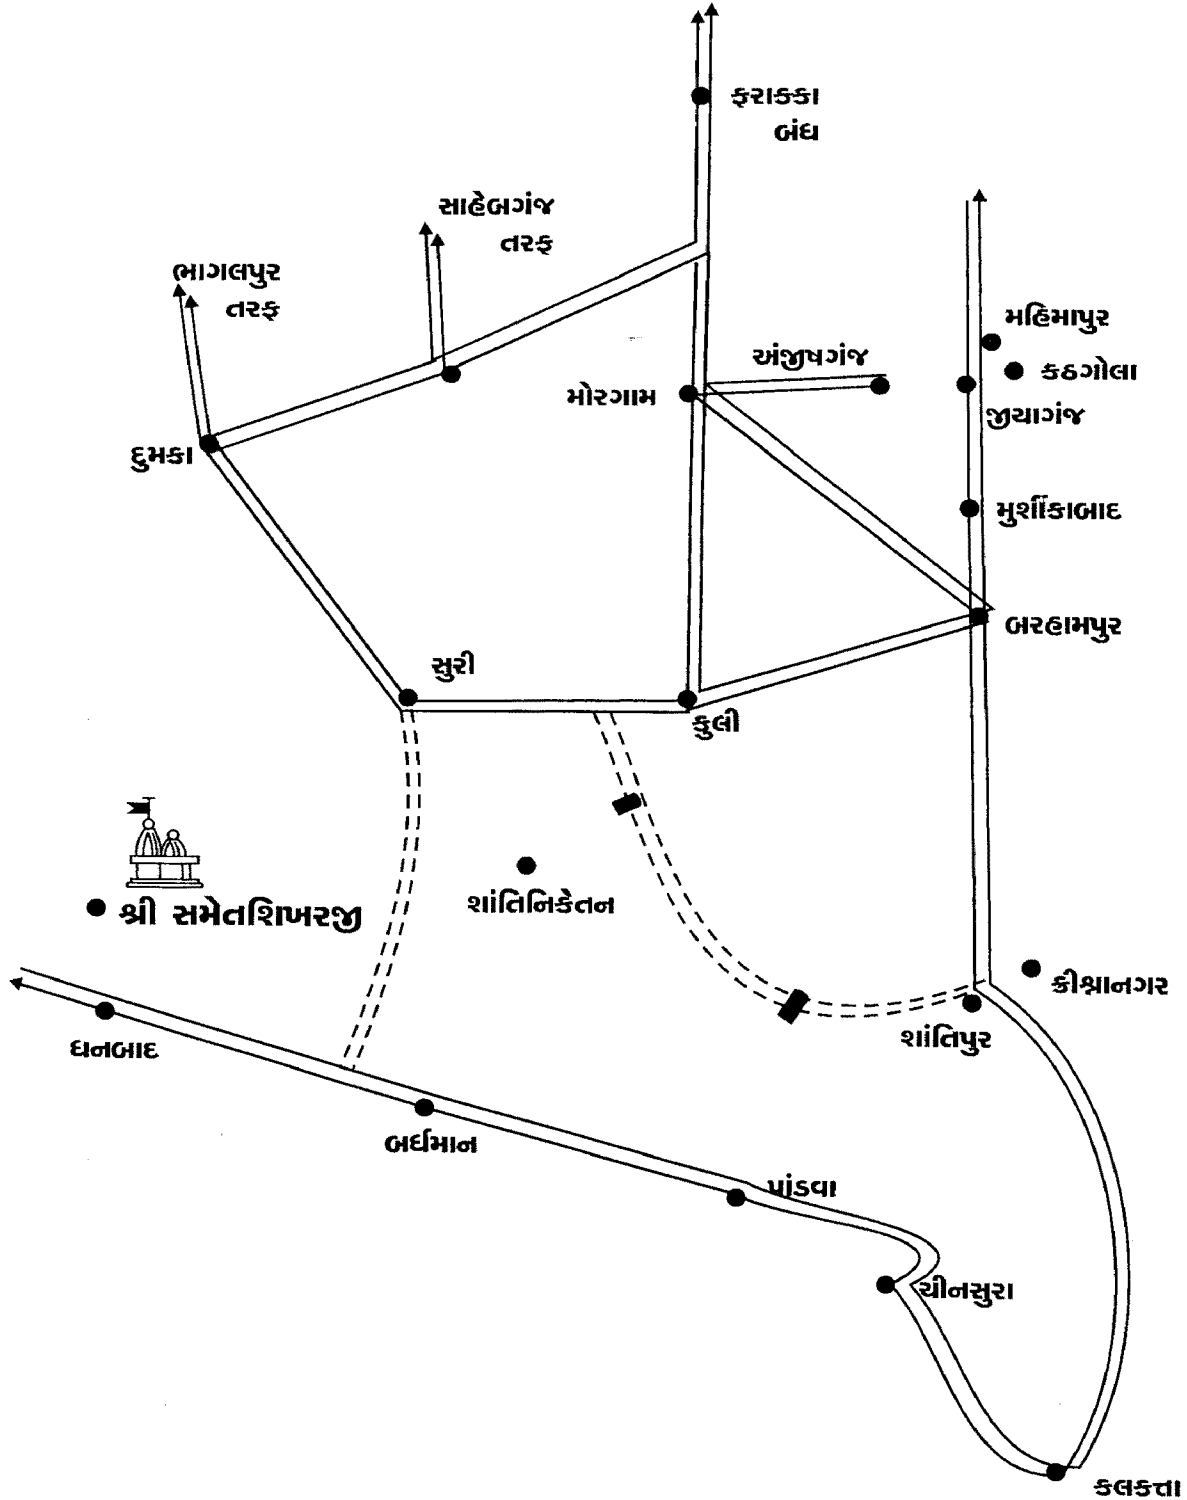 ફરાક્કા
બંધ
સાહેબગંજ
તરફ
ભાગલપુર
તરફ
મહિમાપુર
અંજીષગંજ
કઠગોલા
મોરગામ
જીયાગંજ
દુમકા
મુર્શીકાબાદ
બરહામપુર
સુરી
કુલી
શાંતિનિકેતન
શ્રી સમેતશિખરજી
ક્રીશ્નાનગર
શાંતિપુર
ધનબાદ
બર્ધમાન
પાંડવા
ચીનસુરા
કલકત્તા